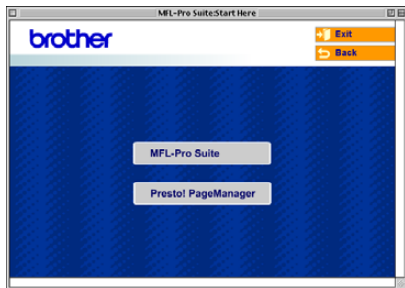 MFL-Pro Suite:Start Here
brother
Exit
Back
MFL-Pro Suite
Presto! PageManager